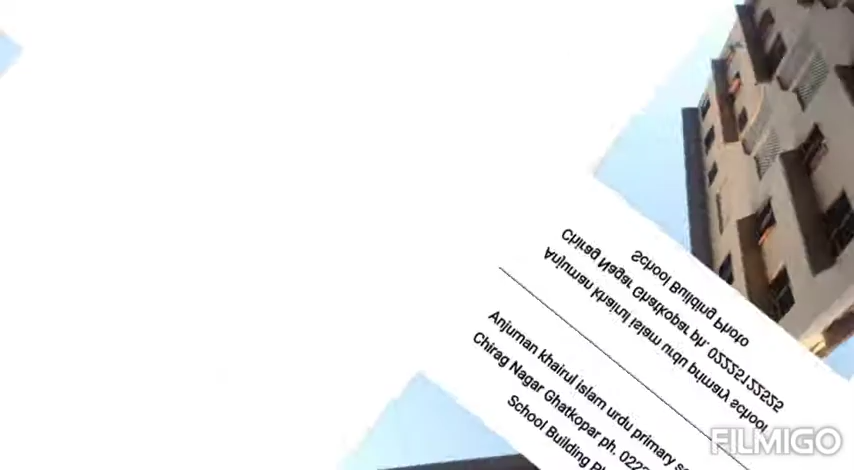 School Building Photo
Chirag Nagar Ghatkopar ph. 02225122525
Anjuman khairul islam urdu primary school
Anjuman khairul islam urdu primary
Chirag Nagar Ghatkopar ph.
School Building
FILMIGO